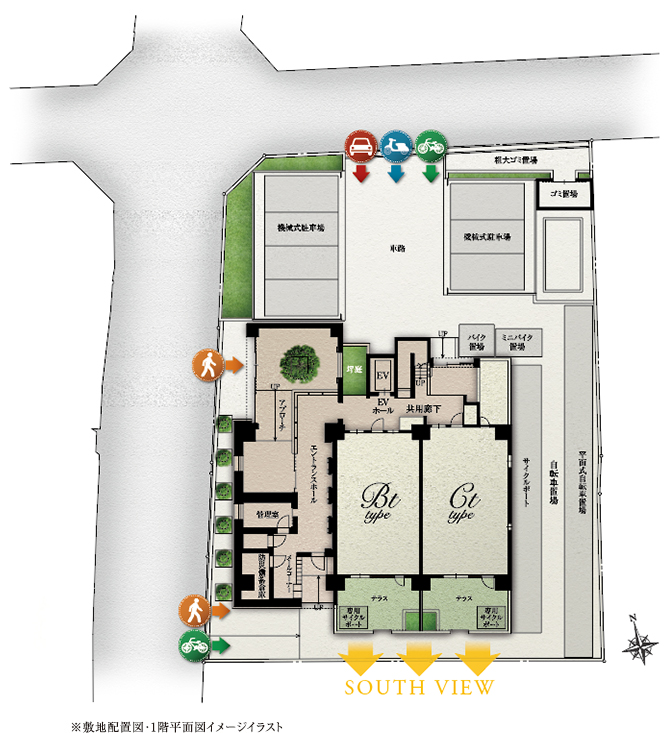 粗大ゴミ置場
ゴミ置場
機械式駐車場
機械式駐車場
車路
UP
バイク
置場
ミニバイク
置場
坪庭
EV
UP
UP
EV
ホール
共用廊下
アプローチ
エントランスホール
Bt
type
Ct
type
サイクルポート
自転車置場
平面式自転車置場
管理室
メールコーナー
防災備蓄倉庫
UP
テラス
テラス
専用
サイクル
ポート
専用
サイクル
ポート
N
SOUTH VIEW
※敷地配置図・1階平面図イメージイラスト